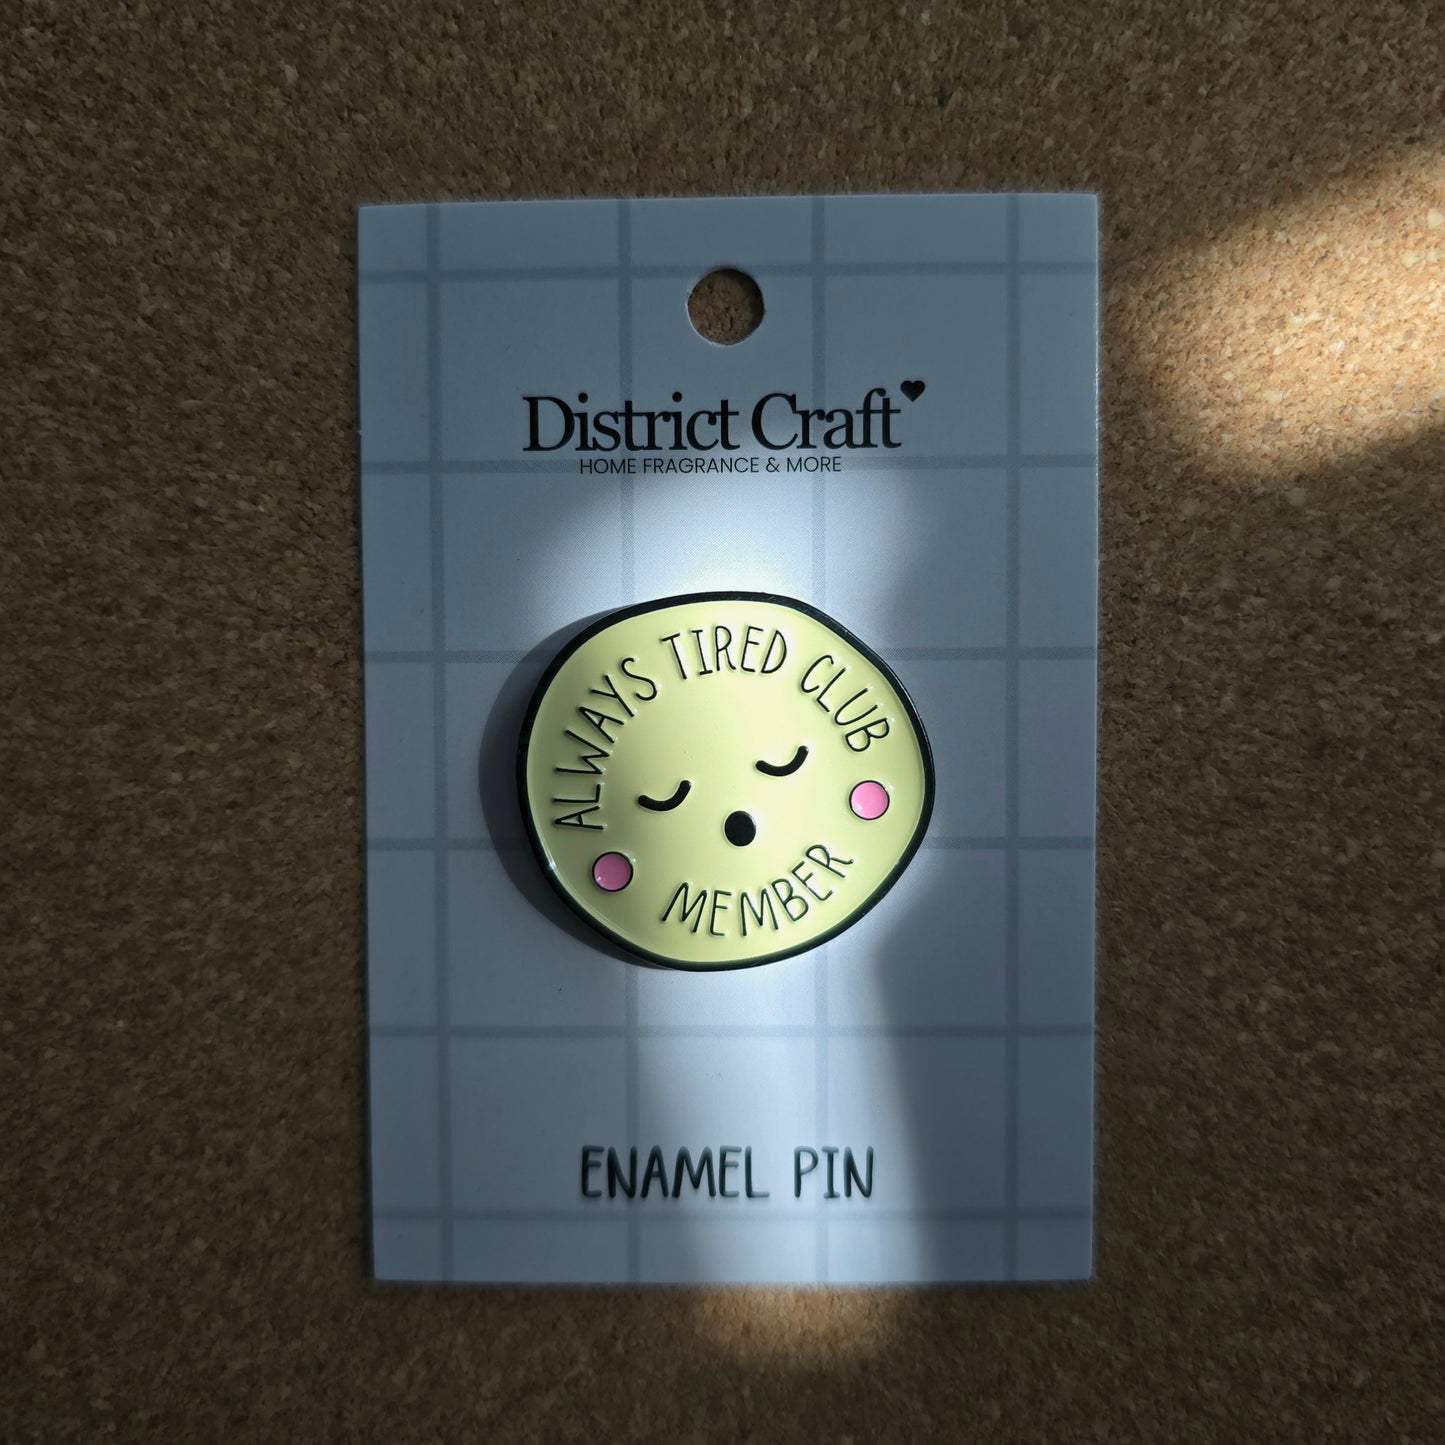 District Craft
HOME FRAGRANCE & MORE
ALWAYS TIRED CLUB
MEMBER
ENAMEL PIN